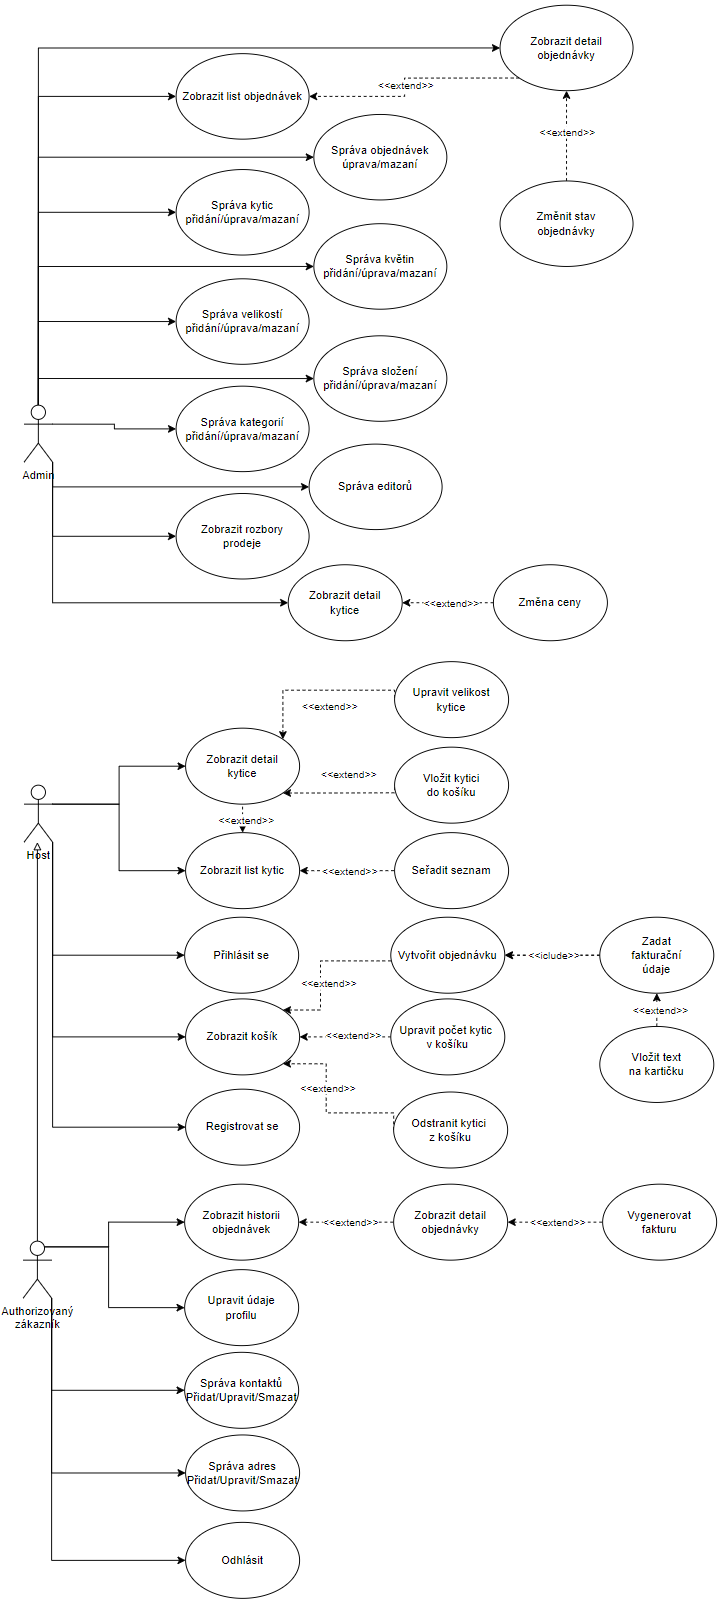 Zobrazit detail
objednávky
<<extend>>
Zobrazit list objednávek
<<extend>>
Správa objednávek
úprava/mazaní
Správa kytic
přidání/úprava/mazaní
Změnit stav
objednávky
Správa květin
přidání/úprava/mazaní
Správa velikostí
přidání/úprava/mazaní
Správa složení
přidání/úprava/mazaní
Správa kategorií
přidání/úprava/mazaní
Admin
Správa editorů
Zobrazit rozbory
prodeje
Zobrazit detail
kytice
<<extend>>
Změna ceny
Upravit velikost
kytice
<<extend>>
Zobrazit detail
kytice
<<extend>>
Vložit kytici
do košíku
<<extend>>
Host
Zobrazit list kytic
<<extend>>
Seřadit seznam
Přihlásit se
Vytvořit objednávku
<<iclude>>
Zadat
fakturační
údaje
<<extend>>
<<extend>>
Zobrazit košík
<<extend>>
Upravit počet kytic
v košíku
Vložit text
na kartičku
<<extend>>
Registrovat se
Odstranit kytici
z košíku
Zobrazit historii
objednávek
<<extend>>
Zobrazit detail
objednávky
<<extend>>
Vygenerovat
fakturu
Authorizovaný
zákazník
Upravit údaje
profilu
Správa kontaktů
Přidat/Upravit/Smazat
Správa adres
Přidat/Upravit/Smazat
Odhlásit